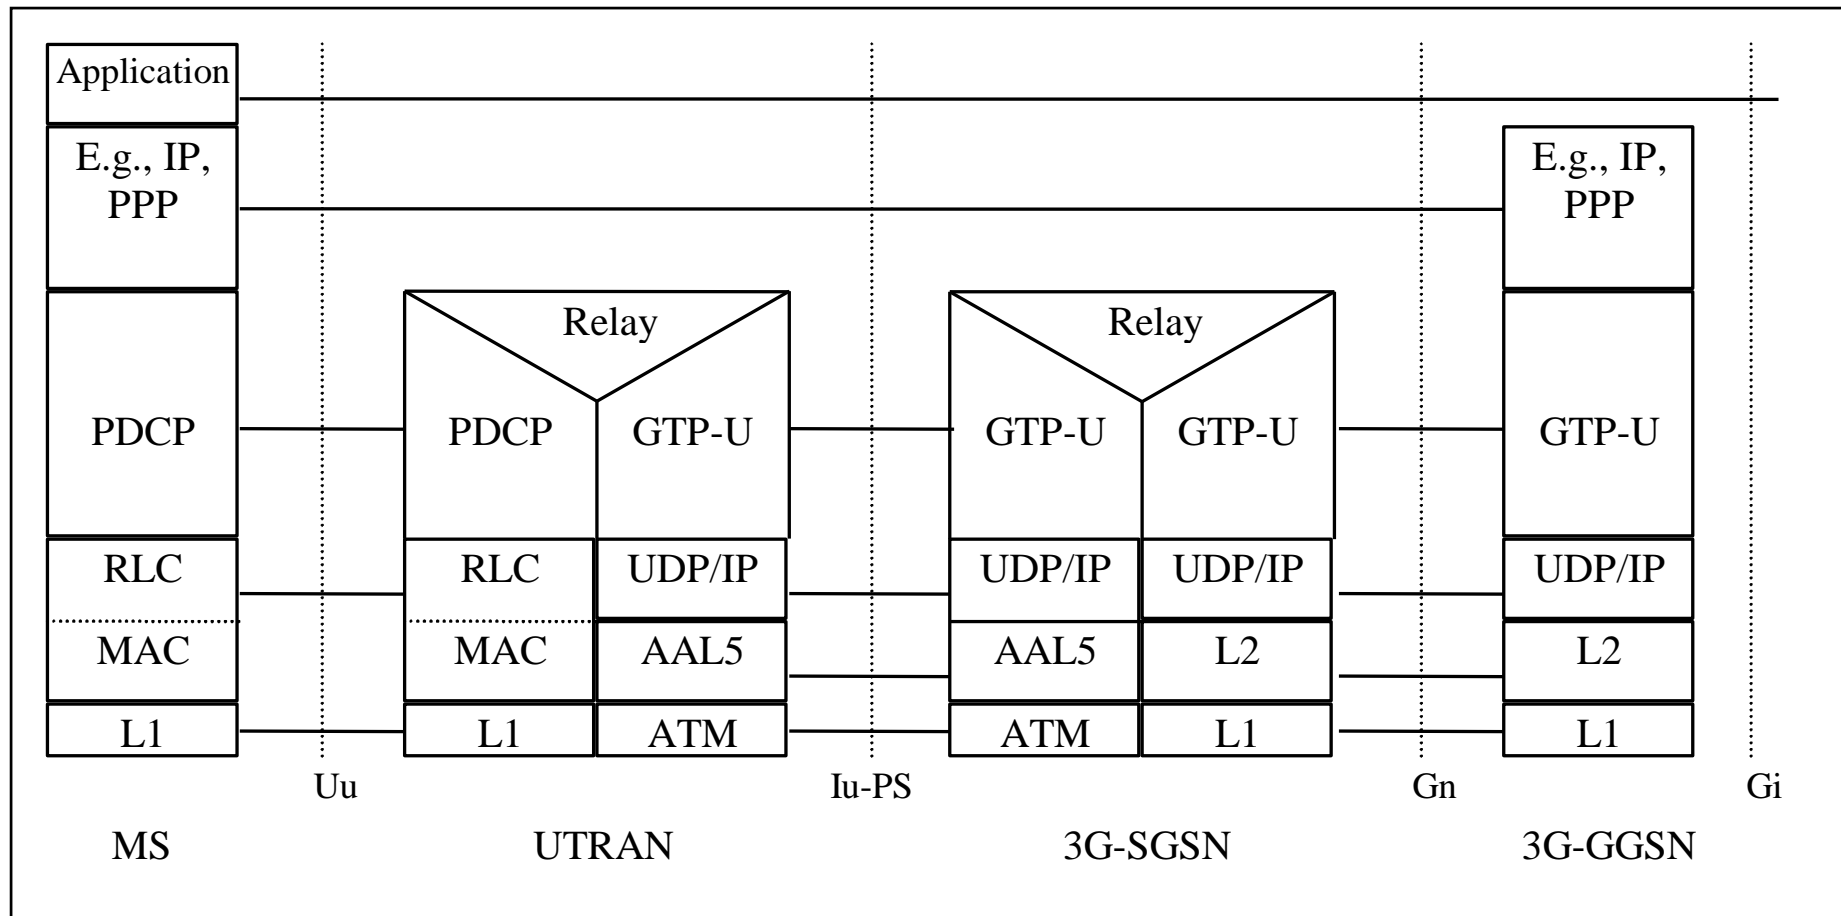 Application
E.g., IP,
PPP
E.g., IP,
PPP
Relay
Relay
PDCP
PDCP
GTP-U
GTP-U
GTP-U
GTP-U
RLC
RLC
UDP/IP
UDP/IP
UDP/IP
UDP/IP
MAC
MAC
AAL5
AAL5
L2
L2
L1
L1
ATM
ATM
L1
L1
Uu
Iu-PS
Gn
Gi
MS
UTRAN
3G-SGSN
3G-GGSN